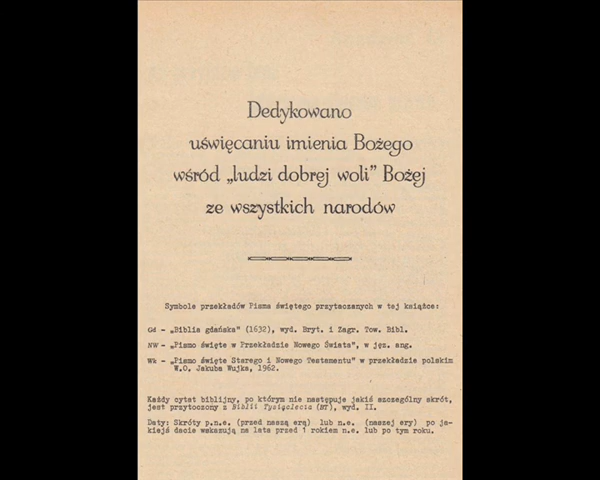 Dedykowano
uświęcaniu imienia Bożego
wśród „ludzi dobrej woli” Bożej
ze wszystkich narodów
Symbole przekładów Pisma świętego przytaczanych w tej książce:
Gd – „Biblia gdańska” (1632), wyd. Bryt. i Zagr. Tow. Bibl.
NW – „Pismo święte w Przekładzie Nowego Świata”, w jęz. ang.
Wk – „Pismo święte Starego i Nowego Testamentu” w przekładzie polskim
W.O. Jakuba Wujka, 1962.
Każdy cytat biblijny, po którym nie następuje jakiś szczególny skrót,
jest przytoczony z Biblii Tysiąclecia (BT), wyd. II.
Daty: Skróty p.n.e. (przed naszą erą) lub n.e. (naszej ery) po ja-
kiejś dacie wskazują na lata przed 1 rokiem n.e. lub po tym roku.